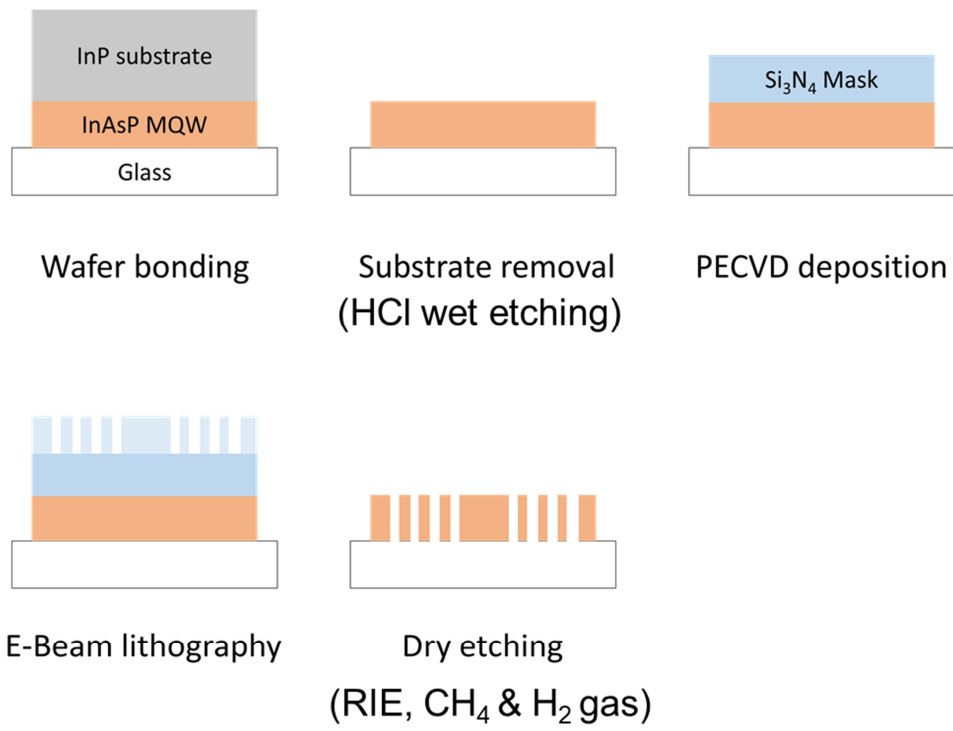 InP substrate
InAsP MQW
Glass
Si₃N₄ Mask
Wafer bonding
Substrate removal
(HCl wet etching)
PECVD deposition
E-Beam lithography
Dry etching
(RIE, CH₄ & H₂ gas)